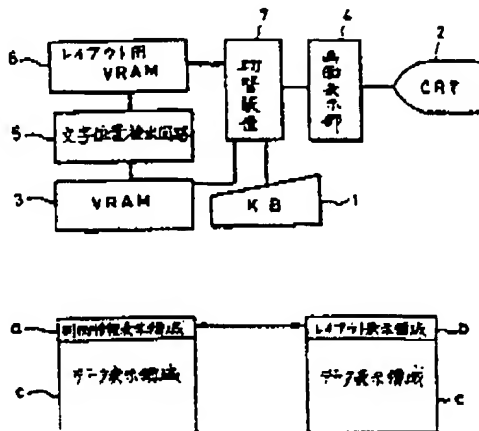 7 6 2
レイアウト用
VRAM
切替装置
画面表示部
CRT
5 文字位置検出回路
3 VRAM
KB 1
a 情報表示領域 レイアウト表示領域 b
c データ表示領域 データ表示領域 c